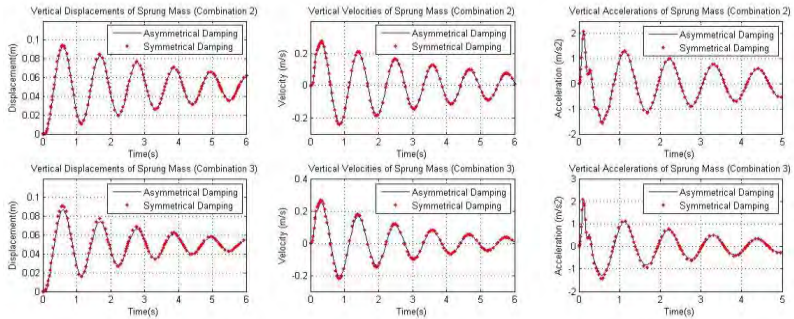 Vertical Displacements of Sprung Mass (Combination 2)
Displacement(m)
0.1
0.08
0.06
0.04
0.02
0
Asymmetrical Damping
Symmetrical Damping
0 1 2 3 4 5 6
Time(s)
Vertical Velocities of Sprung Mass (Combination 2)
Velocity (m/s)
0.4
0.2
0
-0.2
Asymmetrical Damping
Symmetrical Damping
0 1 2 3 4 5 6
Time(s)
Vertical Accelerations of Sprung Mass (Combination 2)
Acceleration (m/s2)
3
2
1
0
-1
-2
Asymmetrical Damping
Symmetrical Damping
0 1 2 3 4 5
Time(s)
Vertical Displacements of Sprung Mass (Combination 3)
Displacement(m)
0.1
0.08
0.06
0.04
0.02
0
Asymmetrical Damping
Symmetrical Damping
0 1 2 3 4 5 6
Time(s)
Vertical Velocities of Sprung Mass (Combination 3)
Velocity (m/s)
0.4
0.2
0
-0.2
Asymmetrical Damping
Symmetrical Damping
0 1 2 3 4 5 6
Time(s)
Vertical Accelerations of Sprung Mass (Combination 3)
Acceleration (m/s2)
3
2
1
0
-1
-2
Asymmetrical Damping
Symmetrical Damping
0 1 2 3 4 5
Time(s)